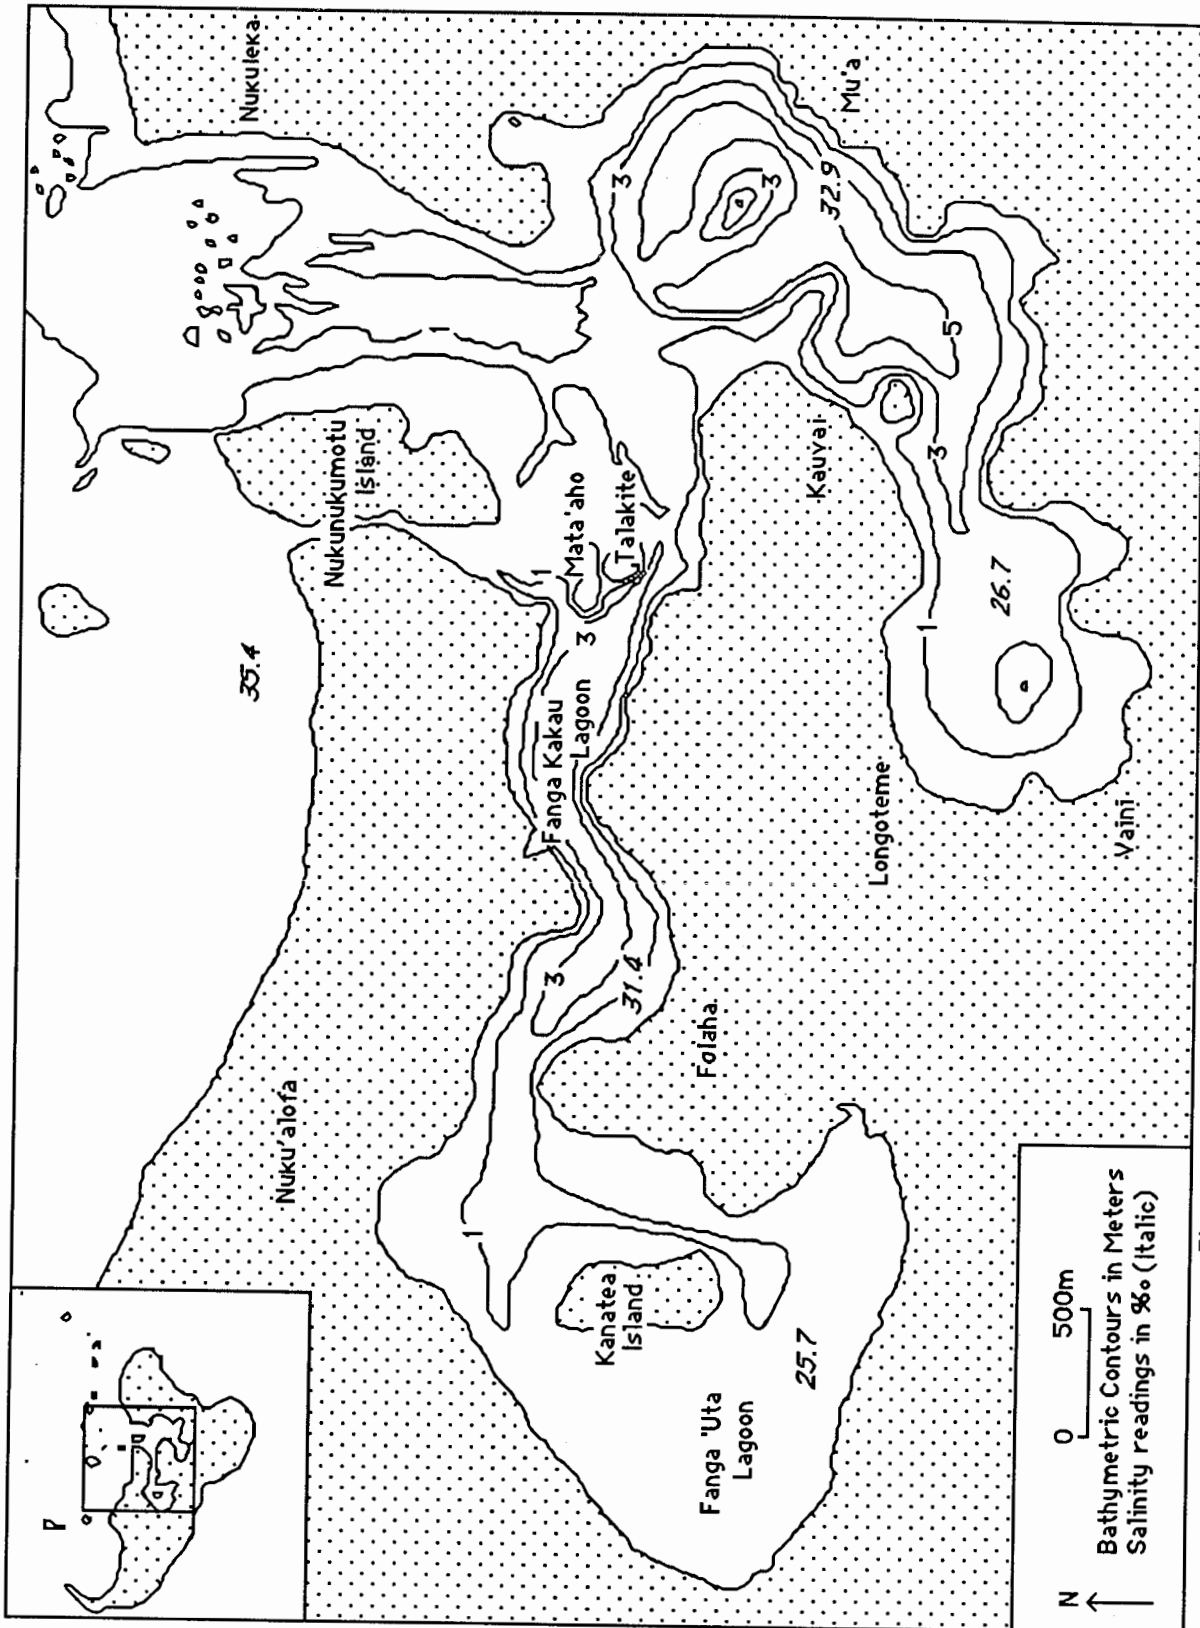 35.4
Nukuleka
Nuku'alofa
Nukunukumotu
Island
1
1
1
3
Fanga Kakau
Lagoon
3
Mata'aho
Talakite
Kanatea
Island
31.4
3
Folaha
Fanga 'Uta
Lagoon
3
25.7
Kauvai
32.9
Mu'a
Longoteme
1
3
5
26.7
Vaini
N
0 500m
Bathymetric Contours in Meters
Salinity readings in ‰ (Italic)